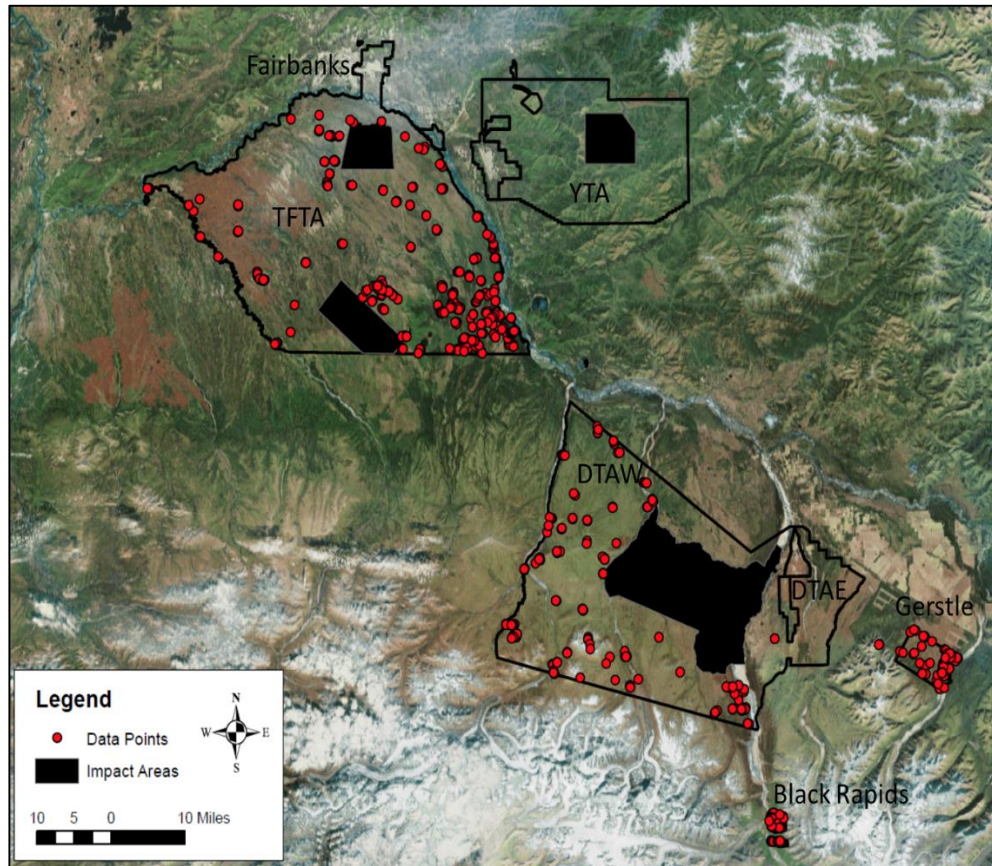 Fairbanks
YTA
TFTA
DTAW
DTAE
Gerstle
Black Rapids
Legend
Data Points
Impact Areas
N
W E
S
10 5 0 10 Miles